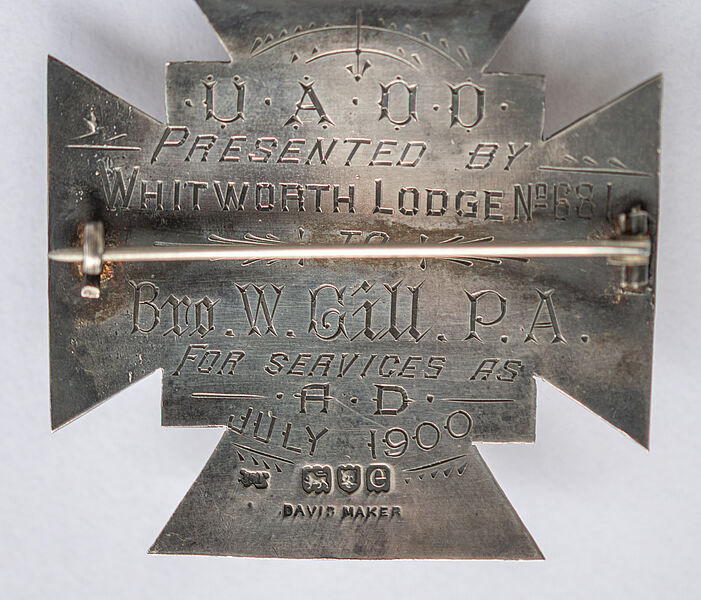 U · A · O · D ·
PRESENTED BY
WHITWORTH LODGE No 681
TO
Bro. W. Gill. P. A.
FOR SERVICES AS
· A · D ·
JULY 1900
e
DAVIS MAKER